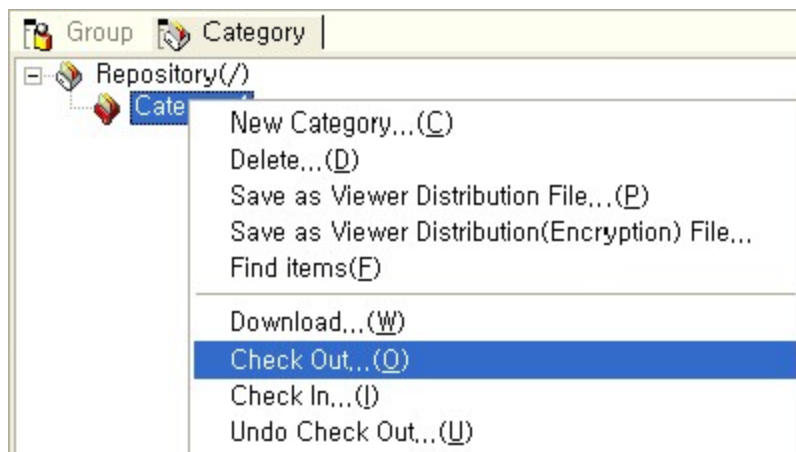 Group Category
Repository(/)
Cate
New Category...(C)
Delete...(D)
Save as Viewer Distribution File...(P)
Save as Viewer Distribution(Encryption) File...
Find items(F)
Download...(W)
Check Out...(O)
Check In...(I)
Undo Check Out...(U)